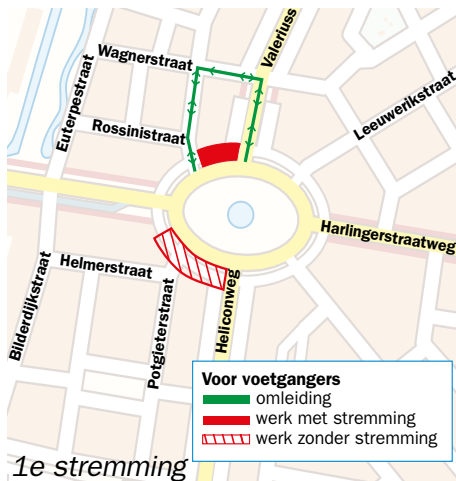 Valeriuss
Wagnerstraat
Euterpestraat
Leeuwerikstraat
Rossinistraat
Harlingerstraatweg
Helmerstraat
Bilderdijkstraat
Potgieterstraat
Heliconweg
Voor voetgangers
omleiding
werk met stremming
werk zonder stremming
1e stremming